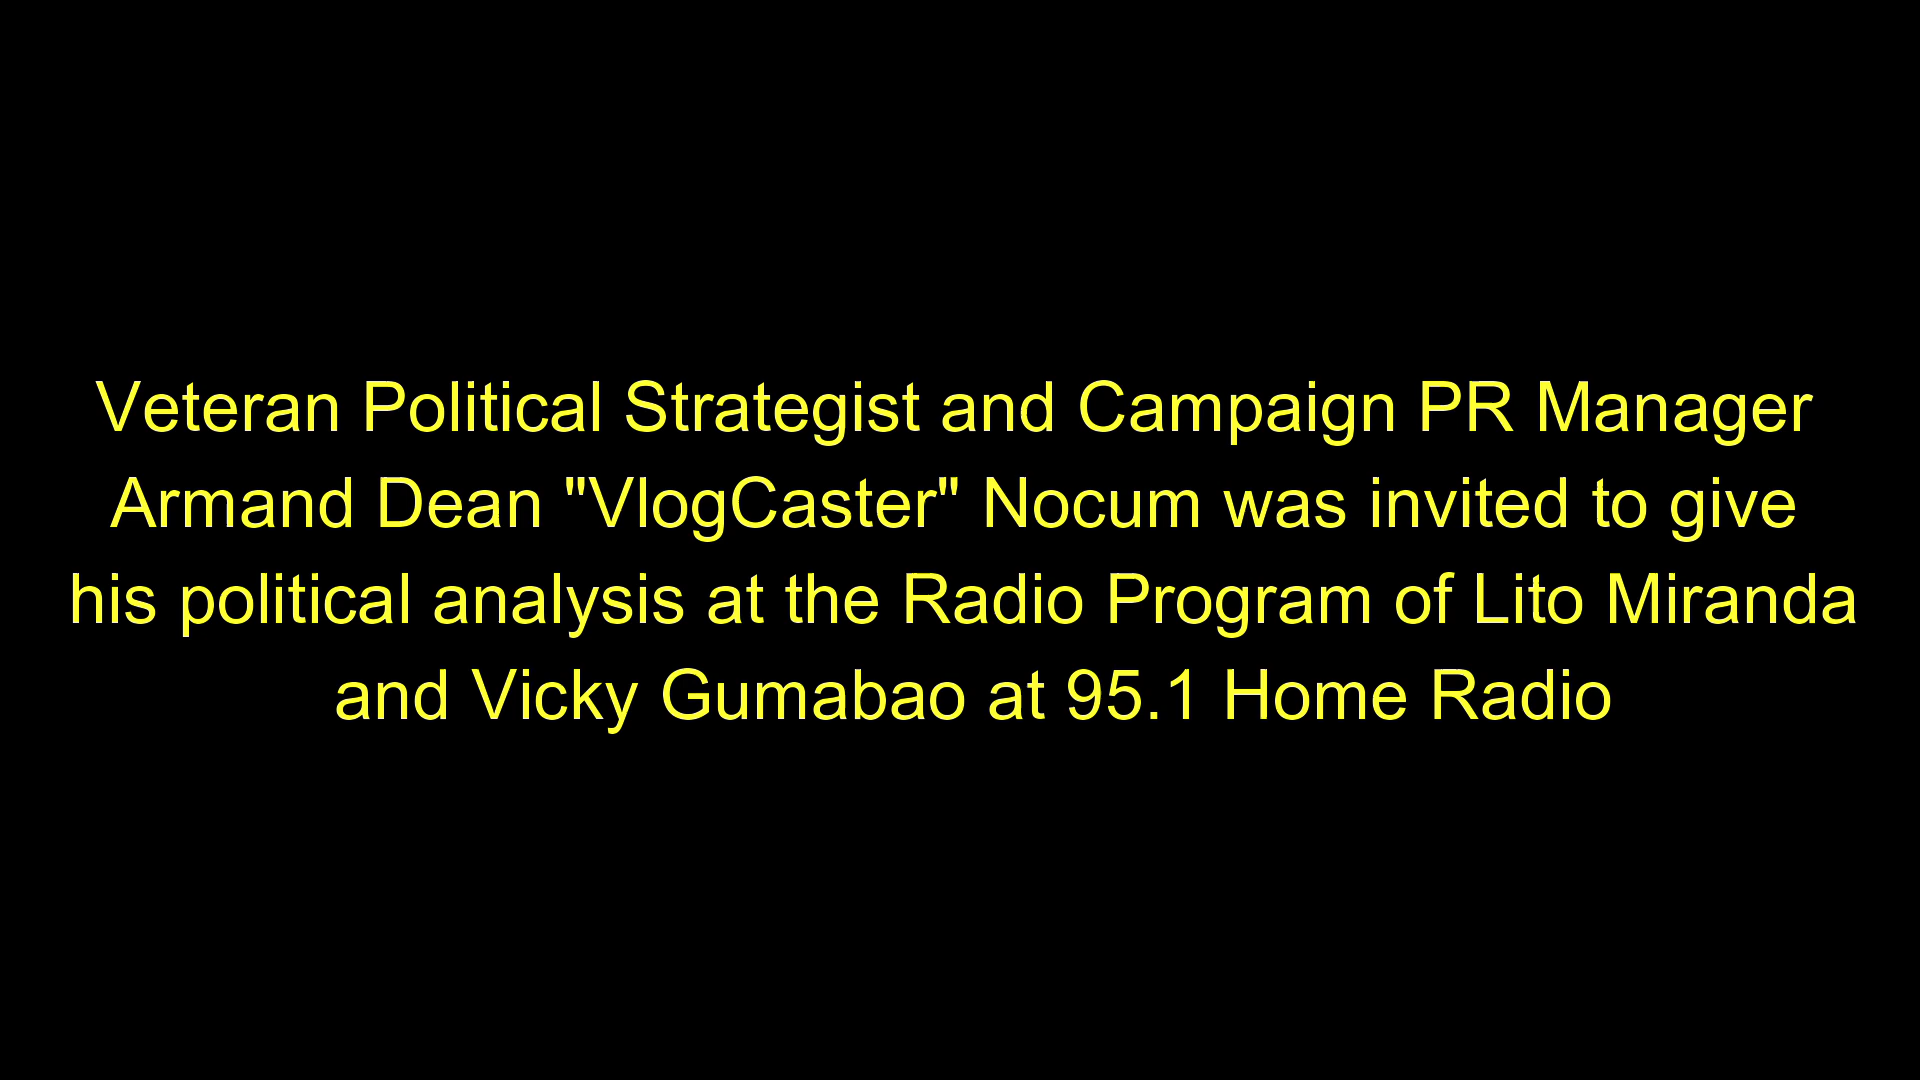 Veteran Political Strategist and Campaign PR Manager
Armand Dean "VlogCaster" Nocum was invited to give
his political analysis at the Radio Program of Lito Miranda
and Vicky Gumabao at 95.1 Home Radio